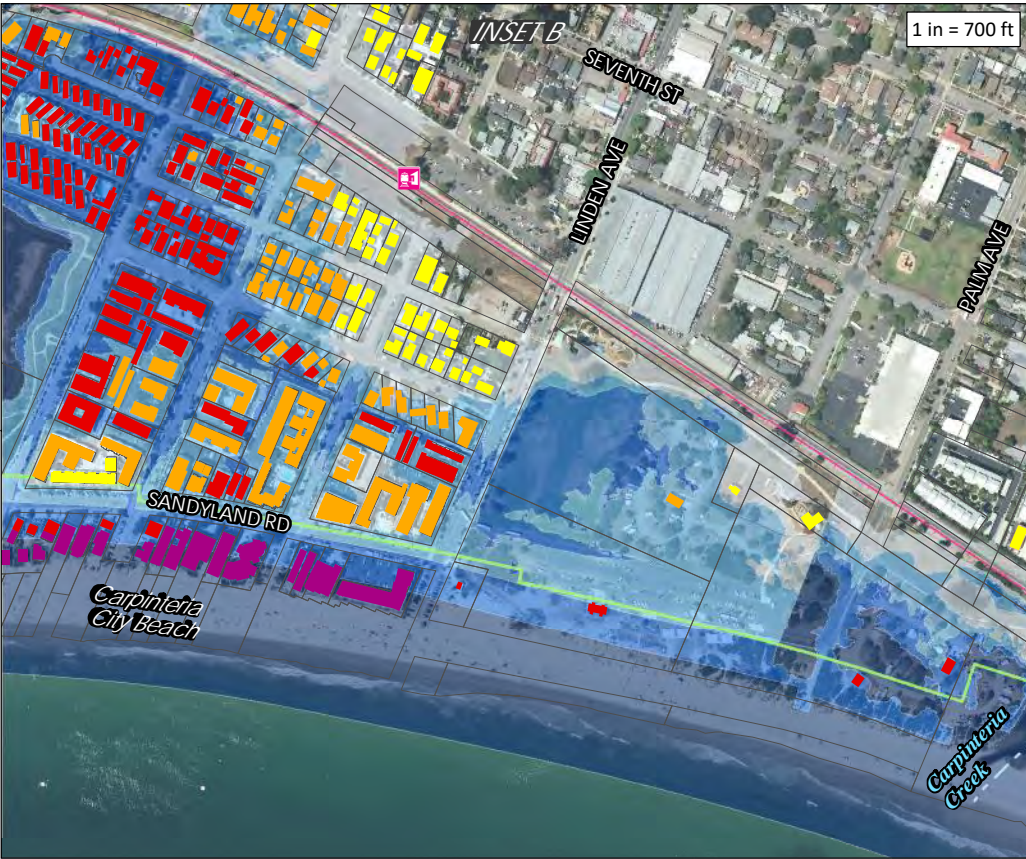 INSET B
1 in = 700 ft
SEVENTH ST
LINDEN AVE
PALM AVE
SANDYLAND RD
Carpinteria
City Beach
Carpinteria
Creek